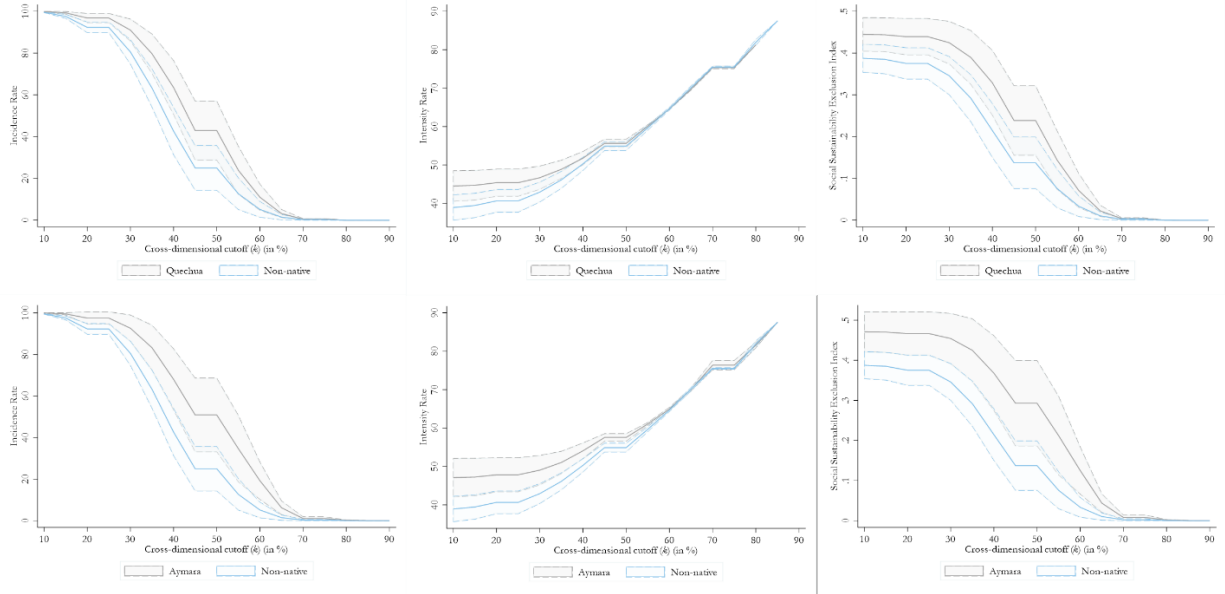 Incidence Rate
0 20 40 60 80 100
10 20 30 40 50 60 70 80 90
Cross-dimensional cutoff (k) (in %)
Quechua Non-native
Intensity Rate
40 50 60 70 80 90
10 20 30 40 50 60 70 80 90
Cross-dimensional cutoff (k) (in %)
Quechua Non-native
Social Sustainability Exclusion Index
0 .1 .2 .3 .4 .5
10 20 30 40 50 60 70 80 90
Cross-dimensional cutoff (k) (in %)
Quechua Non-native
Incidence Rate
0 20 40 60 80 100
10 20 30 40 50 60 70 80 90
Cross-dimensional cutoff (k) (in %)
Aymara Non-native
Intensity Rate
40 50 60 70 80 90
10 20 30 40 50 60 70 80 90
Cross-dimensional cutoff (k) (in %)
Aymara Non-native
Social Sustainability Exclusion Index
0 .1 .2 .3 .4 .5
10 20 30 40 50 60 70 80 90
Cross-dimensional cutoff (k) (in %)
Aymara Non-native